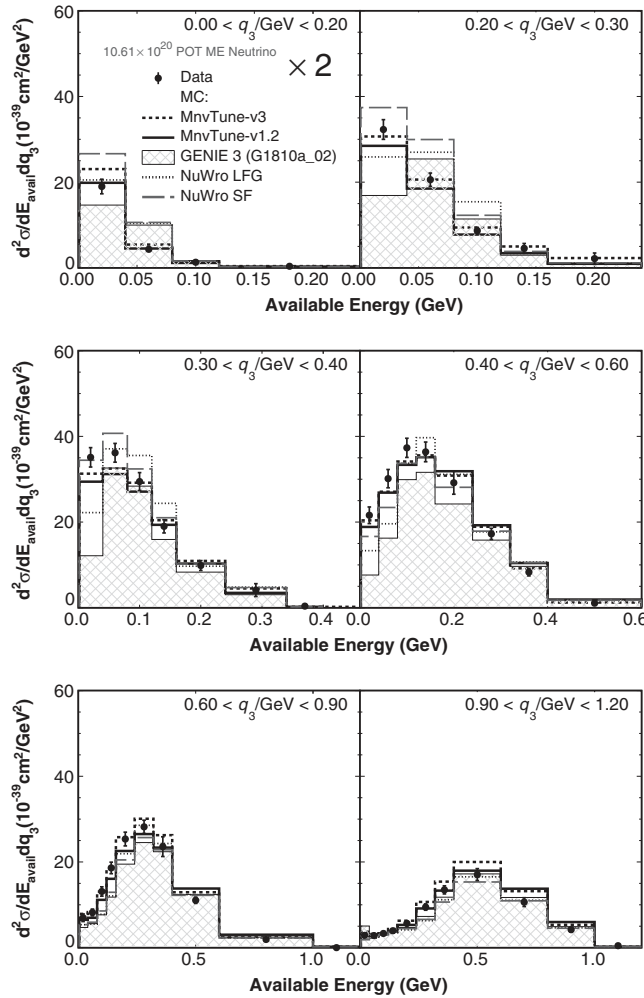 0.00 < q3/GeV < 0.20
0.20 < q3/GeV < 0.30
10.61×10^20 POT ME Neutrino
× 2
Data
MC:
MnvTune-v3
MnvTune-v1.2
GENIE 3 (G1810a_02)
NuWro LFG
NuWro SF
d²σ/dE_avail dq3(10^-39cm²/GeV²)
60
40
20
0
0.00 0.05 0.10 0.15 0.20
0.00 0.05 0.10 0.15 0.20
Available Energy (GeV)
Available Energy (GeV)
0.30 < q3/GeV < 0.40
0.40 < q3/GeV < 0.60
d²σ/dE_avail dq3(10^-39cm²/GeV²)
60
40
20
0
0.0 0.1 0.2 0.3 0.4
0.0 0.2 0.4 0.6
Available Energy (GeV)
Available Energy (GeV)
0.60 < q3/GeV < 0.90
0.90 < q3/GeV < 1.20
d²σ/dE_avail dq3(10^-39cm²/GeV²)
60
40
20
0
0.0 0.5 1.0
0.0 0.5 1.0
Available Energy (GeV)
Available Energy (GeV)